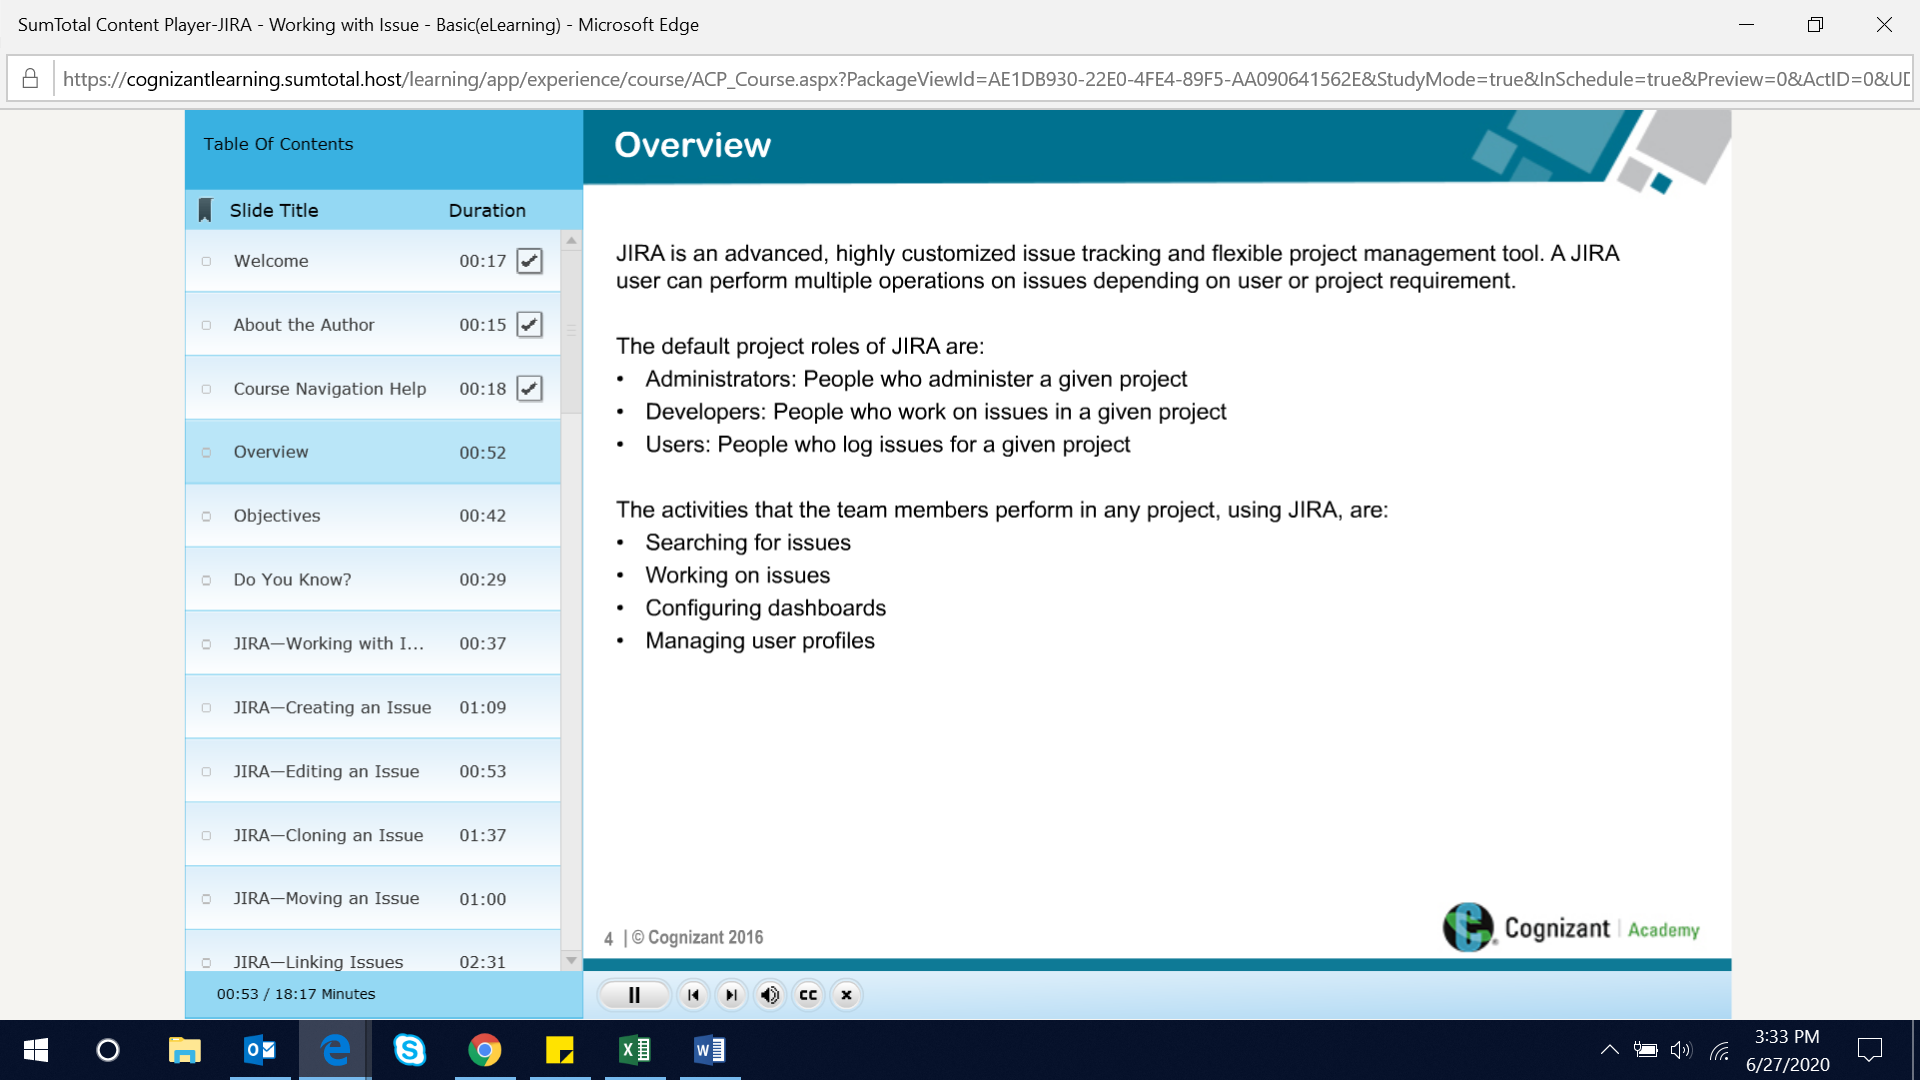 SumTotal Content Player-JIRA - Working with Issue - Basic(eLearning) - Microsoft Edge
https://cognizantlearning.sumtotal.host/learning/app/experience/course/ACP_Course.aspx?PackageViewId=AE1DB930-22E0-4FE4-89F5-AA090641562E&StudyMode=true&InSchedule=true&Preview=0&ActID=0&UD
Table Of Contents
Slide Title Duration
Welcome 00:17
About the Author 00:15
Course Navigation Help 00:18
Overview 00:52
Objectives 00:42
Do You Know? 00:29
JIRA—Working with I... 00:37
JIRA—Creating an Issue 01:09
JIRA—Editing an Issue 00:53
JIRA—Cloning an Issue 01:37
JIRA—Moving an Issue 01:00
JIRA—Linking Issues 02:31
00:53 / 18:17 Minutes
Overview
JIRA is an advanced, highly customized issue tracking and flexible project management tool. A JIRA
user can perform multiple operations on issues depending on user or project requirement.
The default project roles of JIRA are:
• Administrators: People who administer a given project
• Developers: People who work on issues in a given project
• Users: People who log issues for a given project
The activities that the team members perform in any project, using JIRA, are:
• Searching for issues
• Working on issues
• Configuring dashboards
• Managing user profiles
4 | © Cognizant 2016
Cognizant | Academy
CC
3:33 PM
6/27/2020